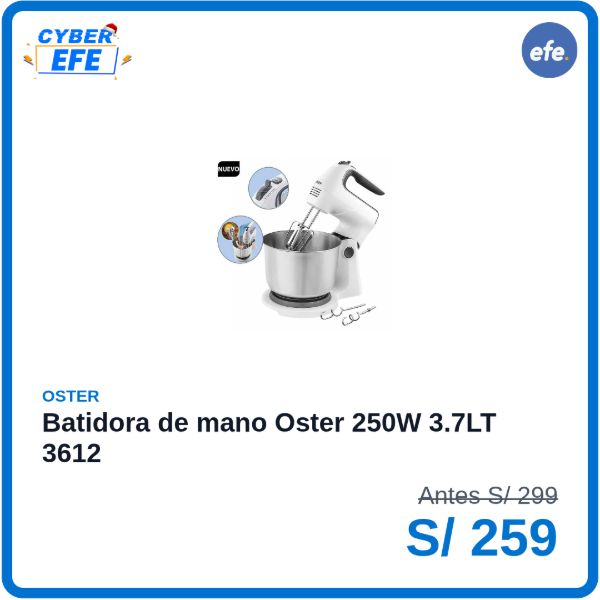 CYBER
EFE
efe.
NUEVO
OSTER
Batidora de mano Oster 250W 3.7LT
3612
Antes S/ 299
S/ 259